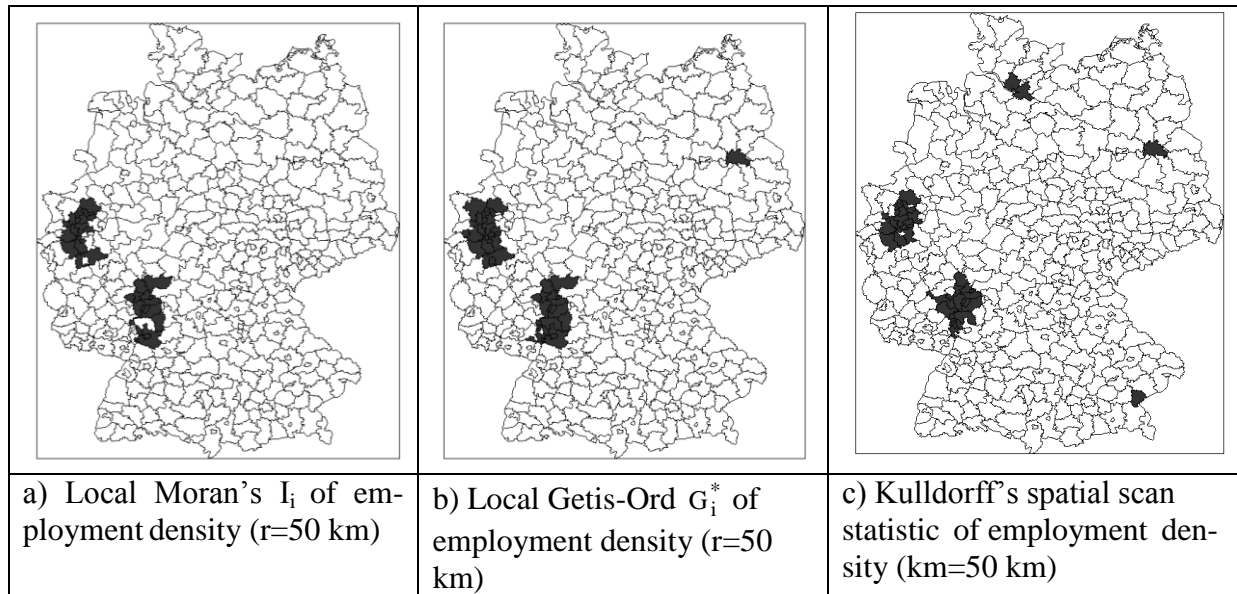 a) Local Moran's Iᵢ of em-
ployment density (r=50 km)
b) Local Getis-Ord Gᵢ* of
employment density (r=50
km)
c) Kulldorff's spatial scan
statistic of employment den-
sity (km=50 km)